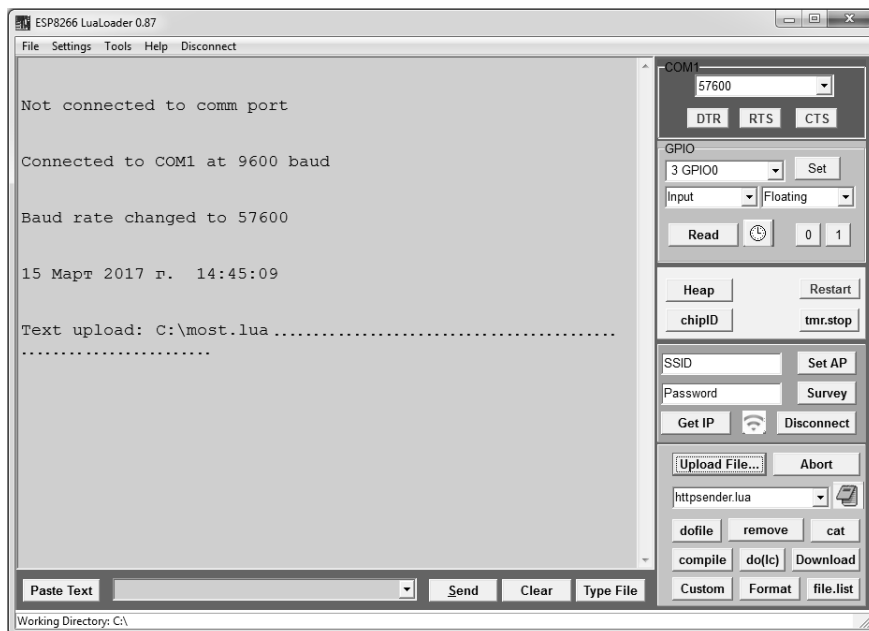 ESP8266 LuaLoader 0.87
File Settings Tools Help Disconnect
Not connected to comm port
Connected to COM1 at 9600 baud
Baud rate changed to 57600
15 Март 2017 г. 14:45:09
Text upload: C:\most.lua............................................
........................
Paste Text Send Clear Type File
Working Directory: C:\
COM1
57600
DTR RTS CTS
GPIO
3 GPIO0 Set
Input Floating
Read 0 1
Heap Restart
chipID tmr.stop
SSID Set AP
Password Survey
Get IP Disconnect
Upload File... Abort
httpsender.lua
dofile remove cat
compile do(lc) Download
Custom Format file.list